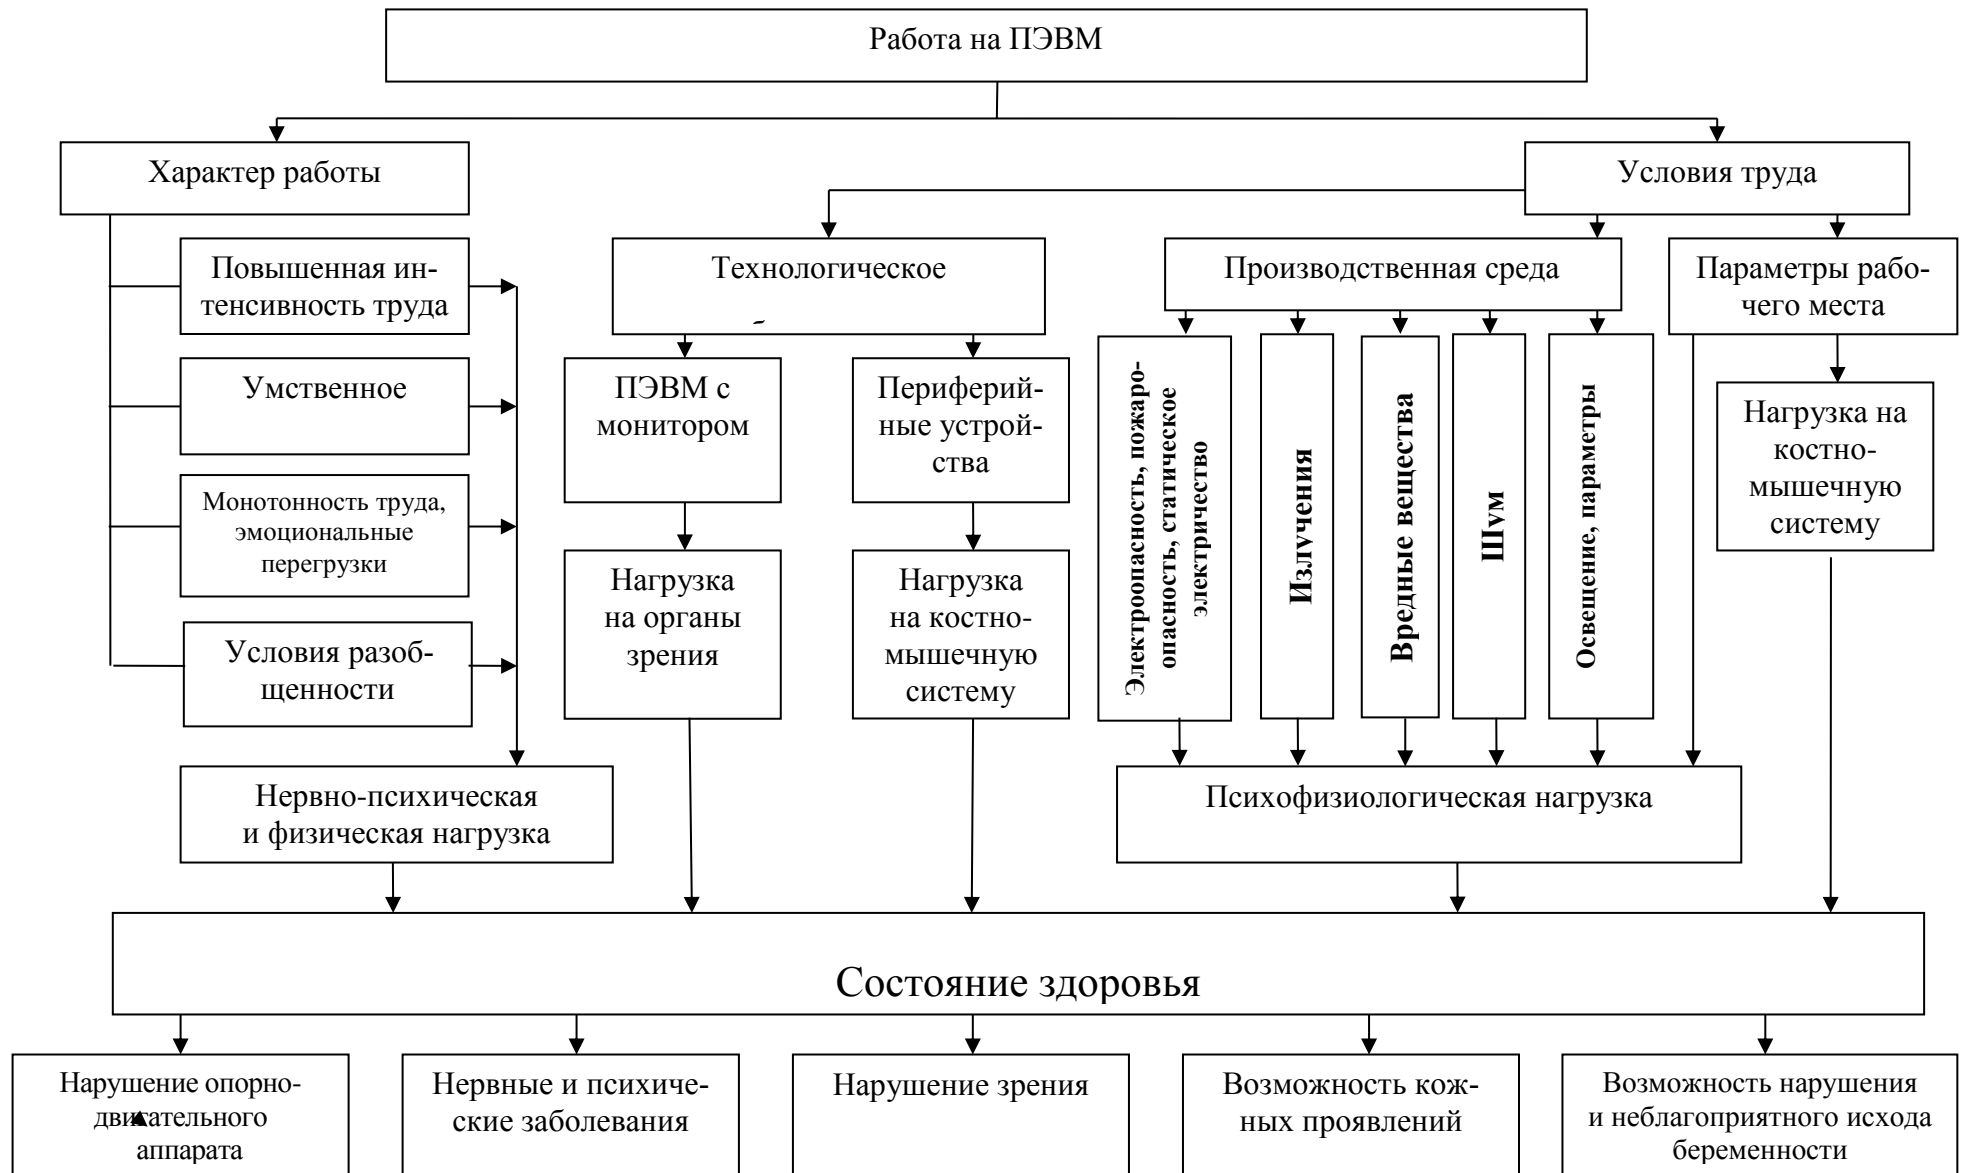 Работа на ПЭВМ
Характер работы
Условия труда
Повышенная ин-
тенсивность труда
Умственное
Монотонность труда,
эмоциональные
перегрузки
Условия разоб-
щенности
Нервно-психическая
и физическая нагрузка
Технологическое
ПЭВМ с
монитором
Периферий-
ные устрой-
ства
Нагрузка
на органы
зрения
Нагрузка
на костно-
мышечную
систему
Производственная среда
Электроопасность, пожаро-
опасность, статическое
электричество
Излучения
Вредные вещества
Шум
Освещение, параметры
Параметры рабо-
чего места
Нагрузка на
костно-
мышечную
систему
Психофизиологическая нагрузка
Состояние здоровья
Нарушение опорно-
двигательного
аппарата
Нервные и психиче-
ские заболевания
Нарушение зрения
Возможность кож-
ных проявлений
Возможность нарушения
и неблагоприятного исхода
беременности